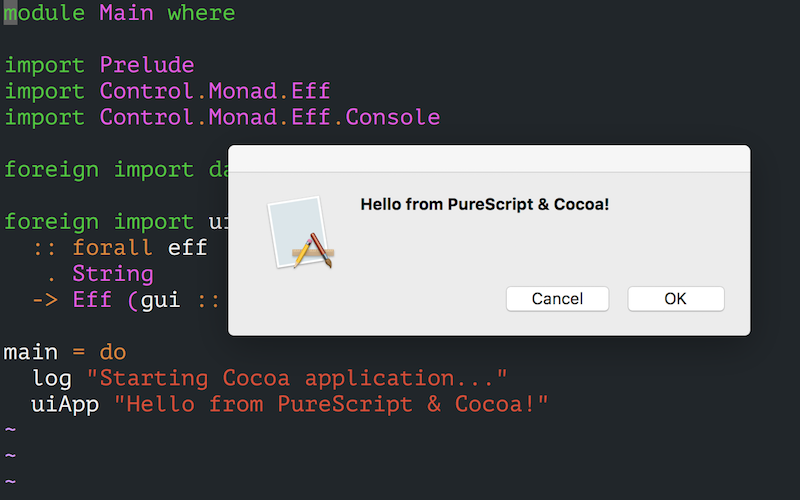 module Main where
import Prelude
import Control.Monad.Eff
import Control.Monad.Eff.Console
foreign import
foreign import
:: forall eff
. String
-> Eff (gui ::
main = do
log "Starting Cocoa application..."
uiApp "Hello from PureScript & Cocoa!"
~
~
~
Hello from PureScript & Cocoa!
Cancel
OK